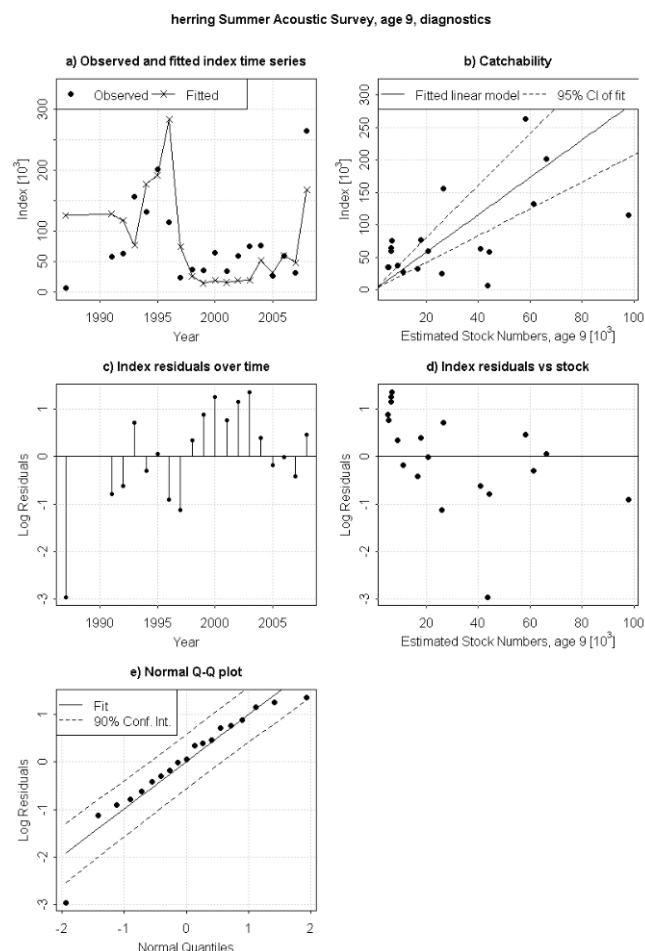 herring Summer Acoustic Survey, age 9, diagnostics
a) Observed and fitted index time series
Observed Fitted
Index [10³]
300
200
100
50
0
1990 1995 2000 2005
Year
b) Catchability
Fitted linear model 95% CI of fit
Index [10³]
300
250
200
150
100
50
0
20 40 60 80 100
Estimated Stock Numbers, age 9 [10³]
c) Index residuals over time
Log Residuals
1
0
-1
-2
-3
1990 1995 2000 2005
Year
d) Index residuals vs stock
Log Residuals
1
0
-1
-2
-3
20 40 60 80 100
Estimated Stock Numbers, age 9 [10³]
e) Normal Q-Q plot
Fit
90% Conf. Int.
Log Residuals
1
0
-1
-2
-3
-2 -1 0 1 2
Normal Quantiles